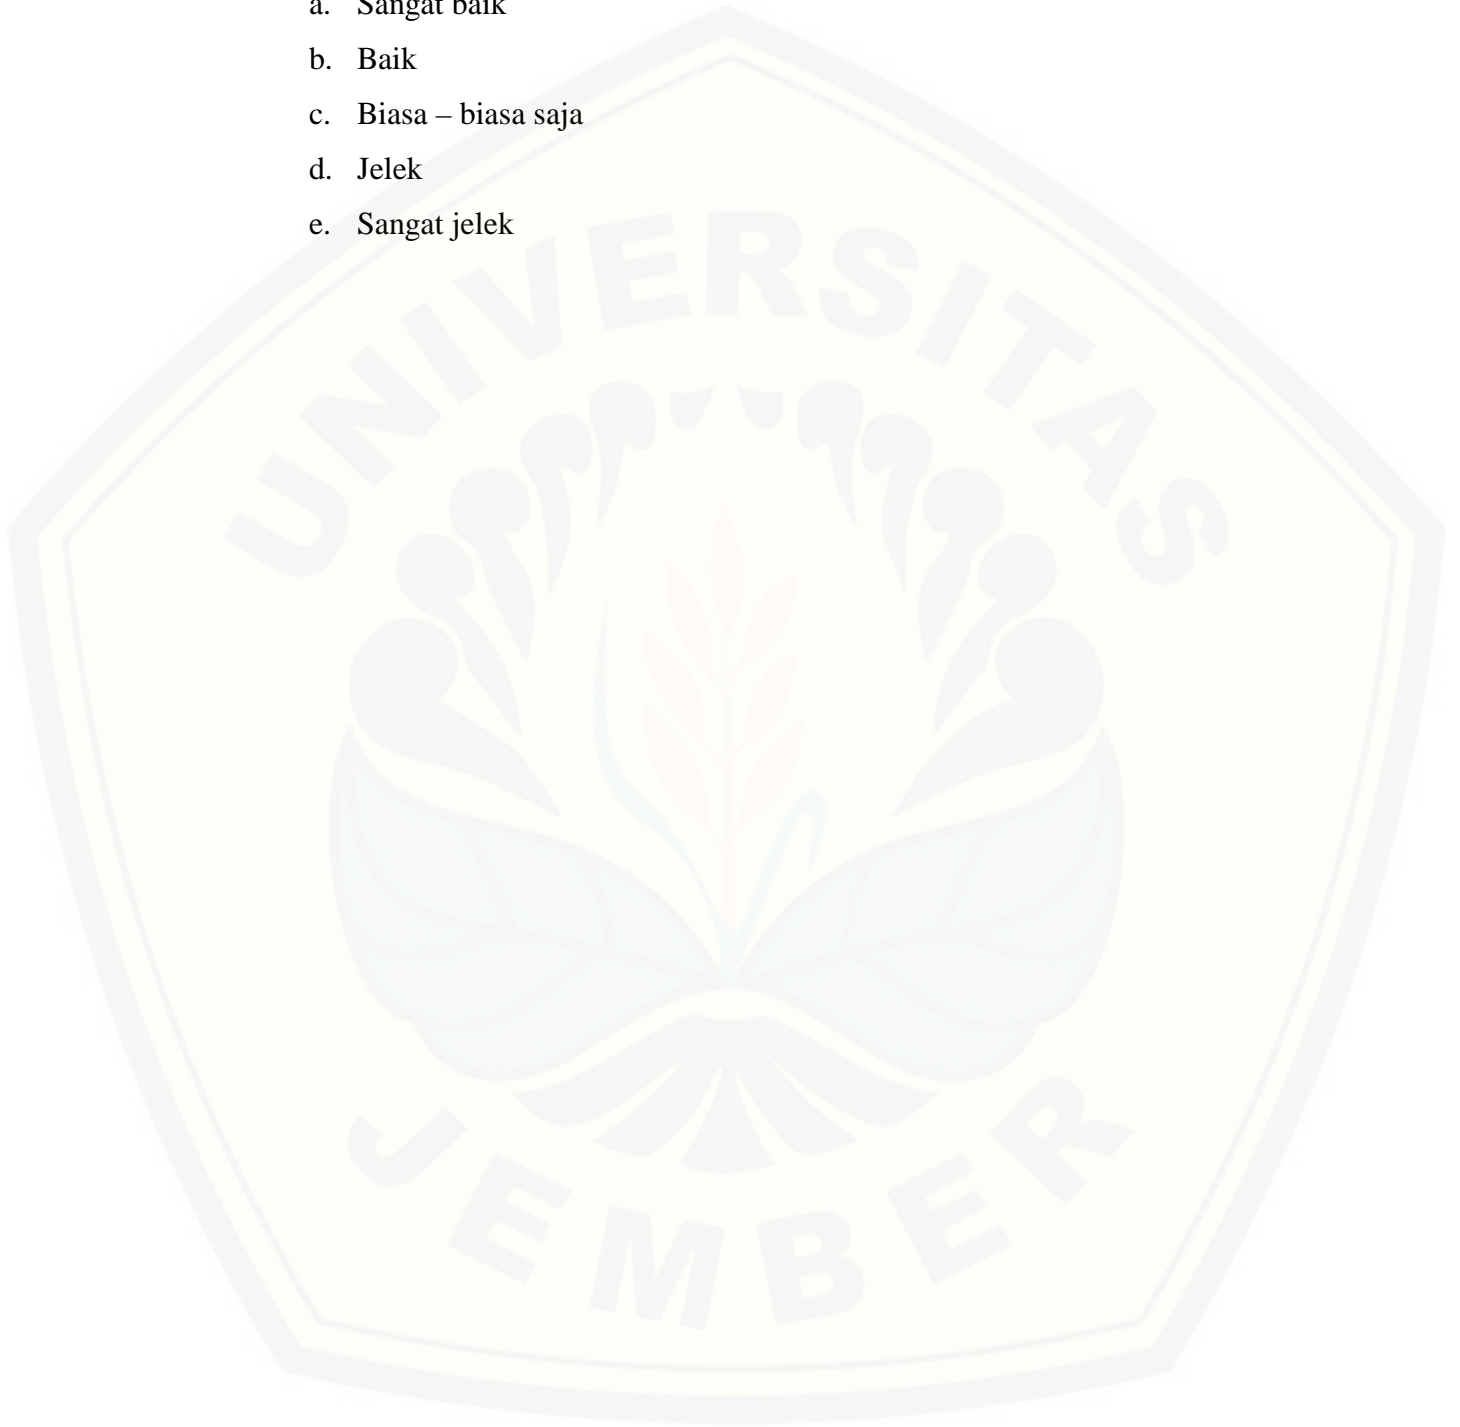 a. Sangat baik
b. Baik
c. Biasa – biasa saja
d. Jelek
e. Sangat jelek
UNIVERSITAS
JEMBER